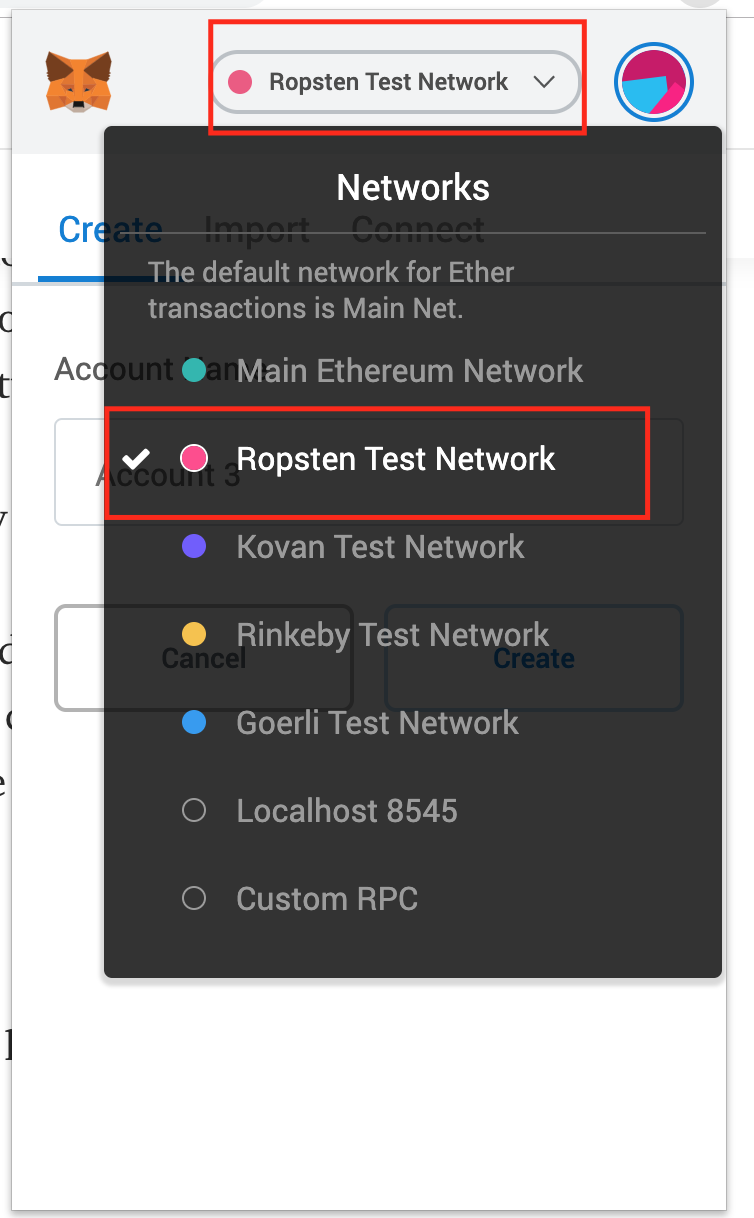 Ropsten Test Network
Networks
Create Import Connect
The default network for Ether
transactions is Main Net.
Account Name
Main Ethereum Network
Ropsten Test Network
Account 3
Kovan Test Network
Rinkeby Test Network
Cancel Create
Goerli Test Network
Localhost 8545
Custom RPC